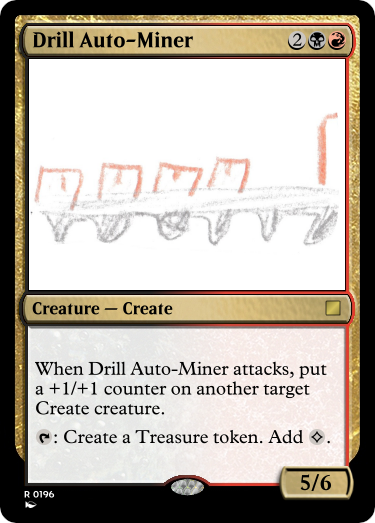 Drill Auto-Miner 2
Creature — Create
When Drill Auto-Miner attacks, put
a +1/+1 counter on another target
Create creature.
: Create a Treasure token. Add .
5/6
R 0196